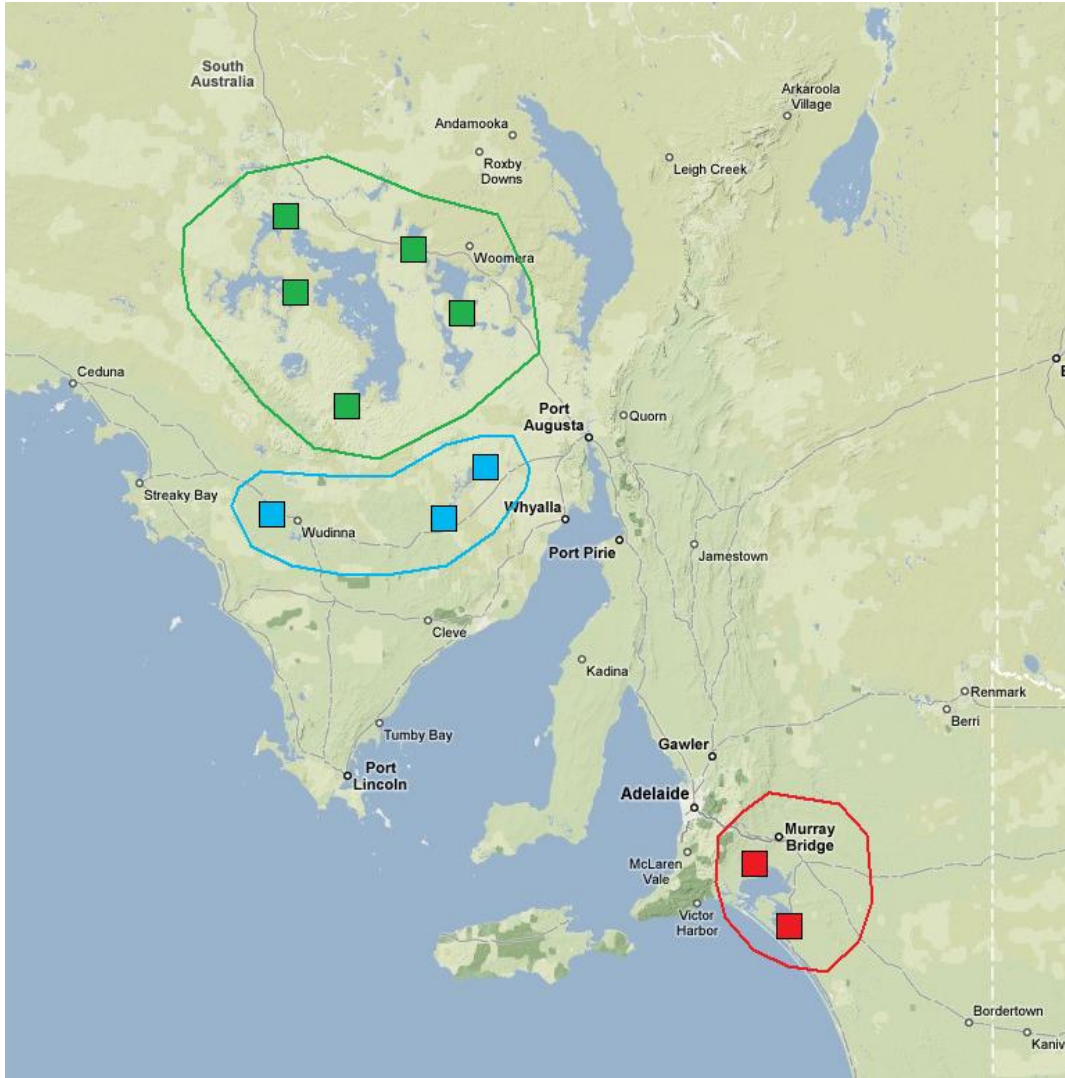 South
Australia
Arkaroola
Village
Andamooka
Roxby
Downs
Leigh Creek
Woomera
Ceduna
Port
Augusta
Quorn
Streaky Bay
Wudinna
Whyalla
Port Pirie
Jamestown
Cleve
Kadina
Renmark
Berri
Tumby Bay
Gawler
Port
Lincoln
Adelaide
Murray
Bridge
McLaren
Vale
Victor
Harbor
Bordertown